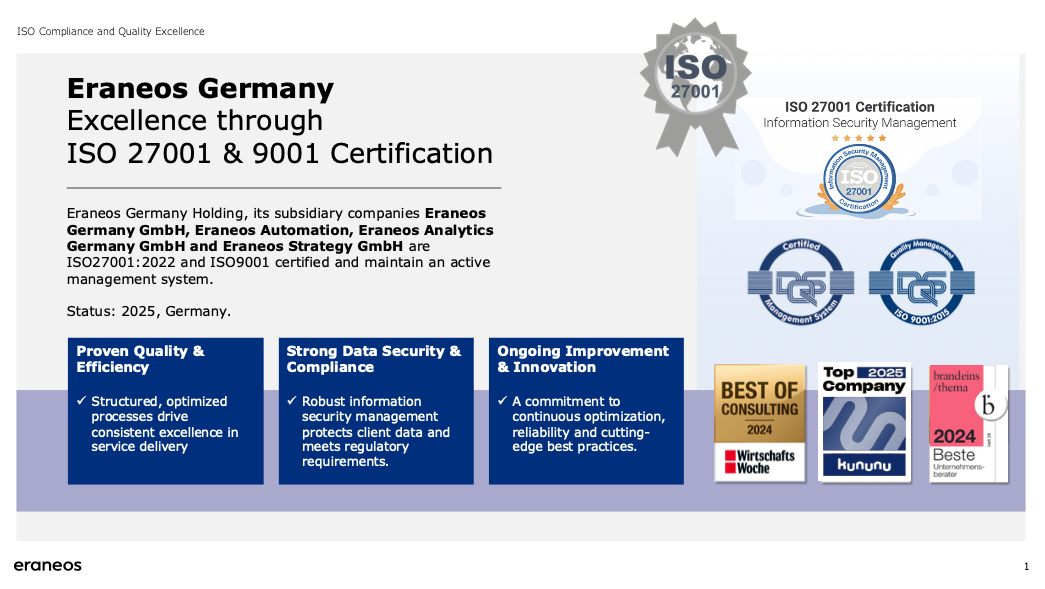 ISO Compliance and Quality Excellence
Eraneos Germany
Excellence through
ISO 27001 & 9001 Certification
Eraneos Germany Holding, its subsidiary companies Eraneos
Germany GmbH, Eraneos Automation, Eraneos Analytics
Germany GmbH and Eraneos Strategy GmbH are
ISO27001:2022 and ISO9001 certified and maintain an active
management system.
Status: 2025, Germany.
Proven Quality &
Efficiency
✓ Structured, optimized
processes drive
consistent excellence in
service delivery
Strong Data Security &
Compliance
✓ Robust information
security management
protects client data and
meets regulatory
requirements.
Ongoing Improvement
& Innovation
✓ A commitment to
continuous optimization,
reliability and cutting-
edge best practices.
ISO
27001
ISO 27001 Certification
Information Security Management
Information Security Management
ISO
27001
Certification
Certified
DQS
Management System
Quality Management
DQS
ISO 9001:2015
BEST OF
CONSULTING
2024
Wirtschafts
Woche
Top 2025
Company
kununu
brandeins
/thema
b
2024
Beste
Unternehmens-
berater
eraneos
1